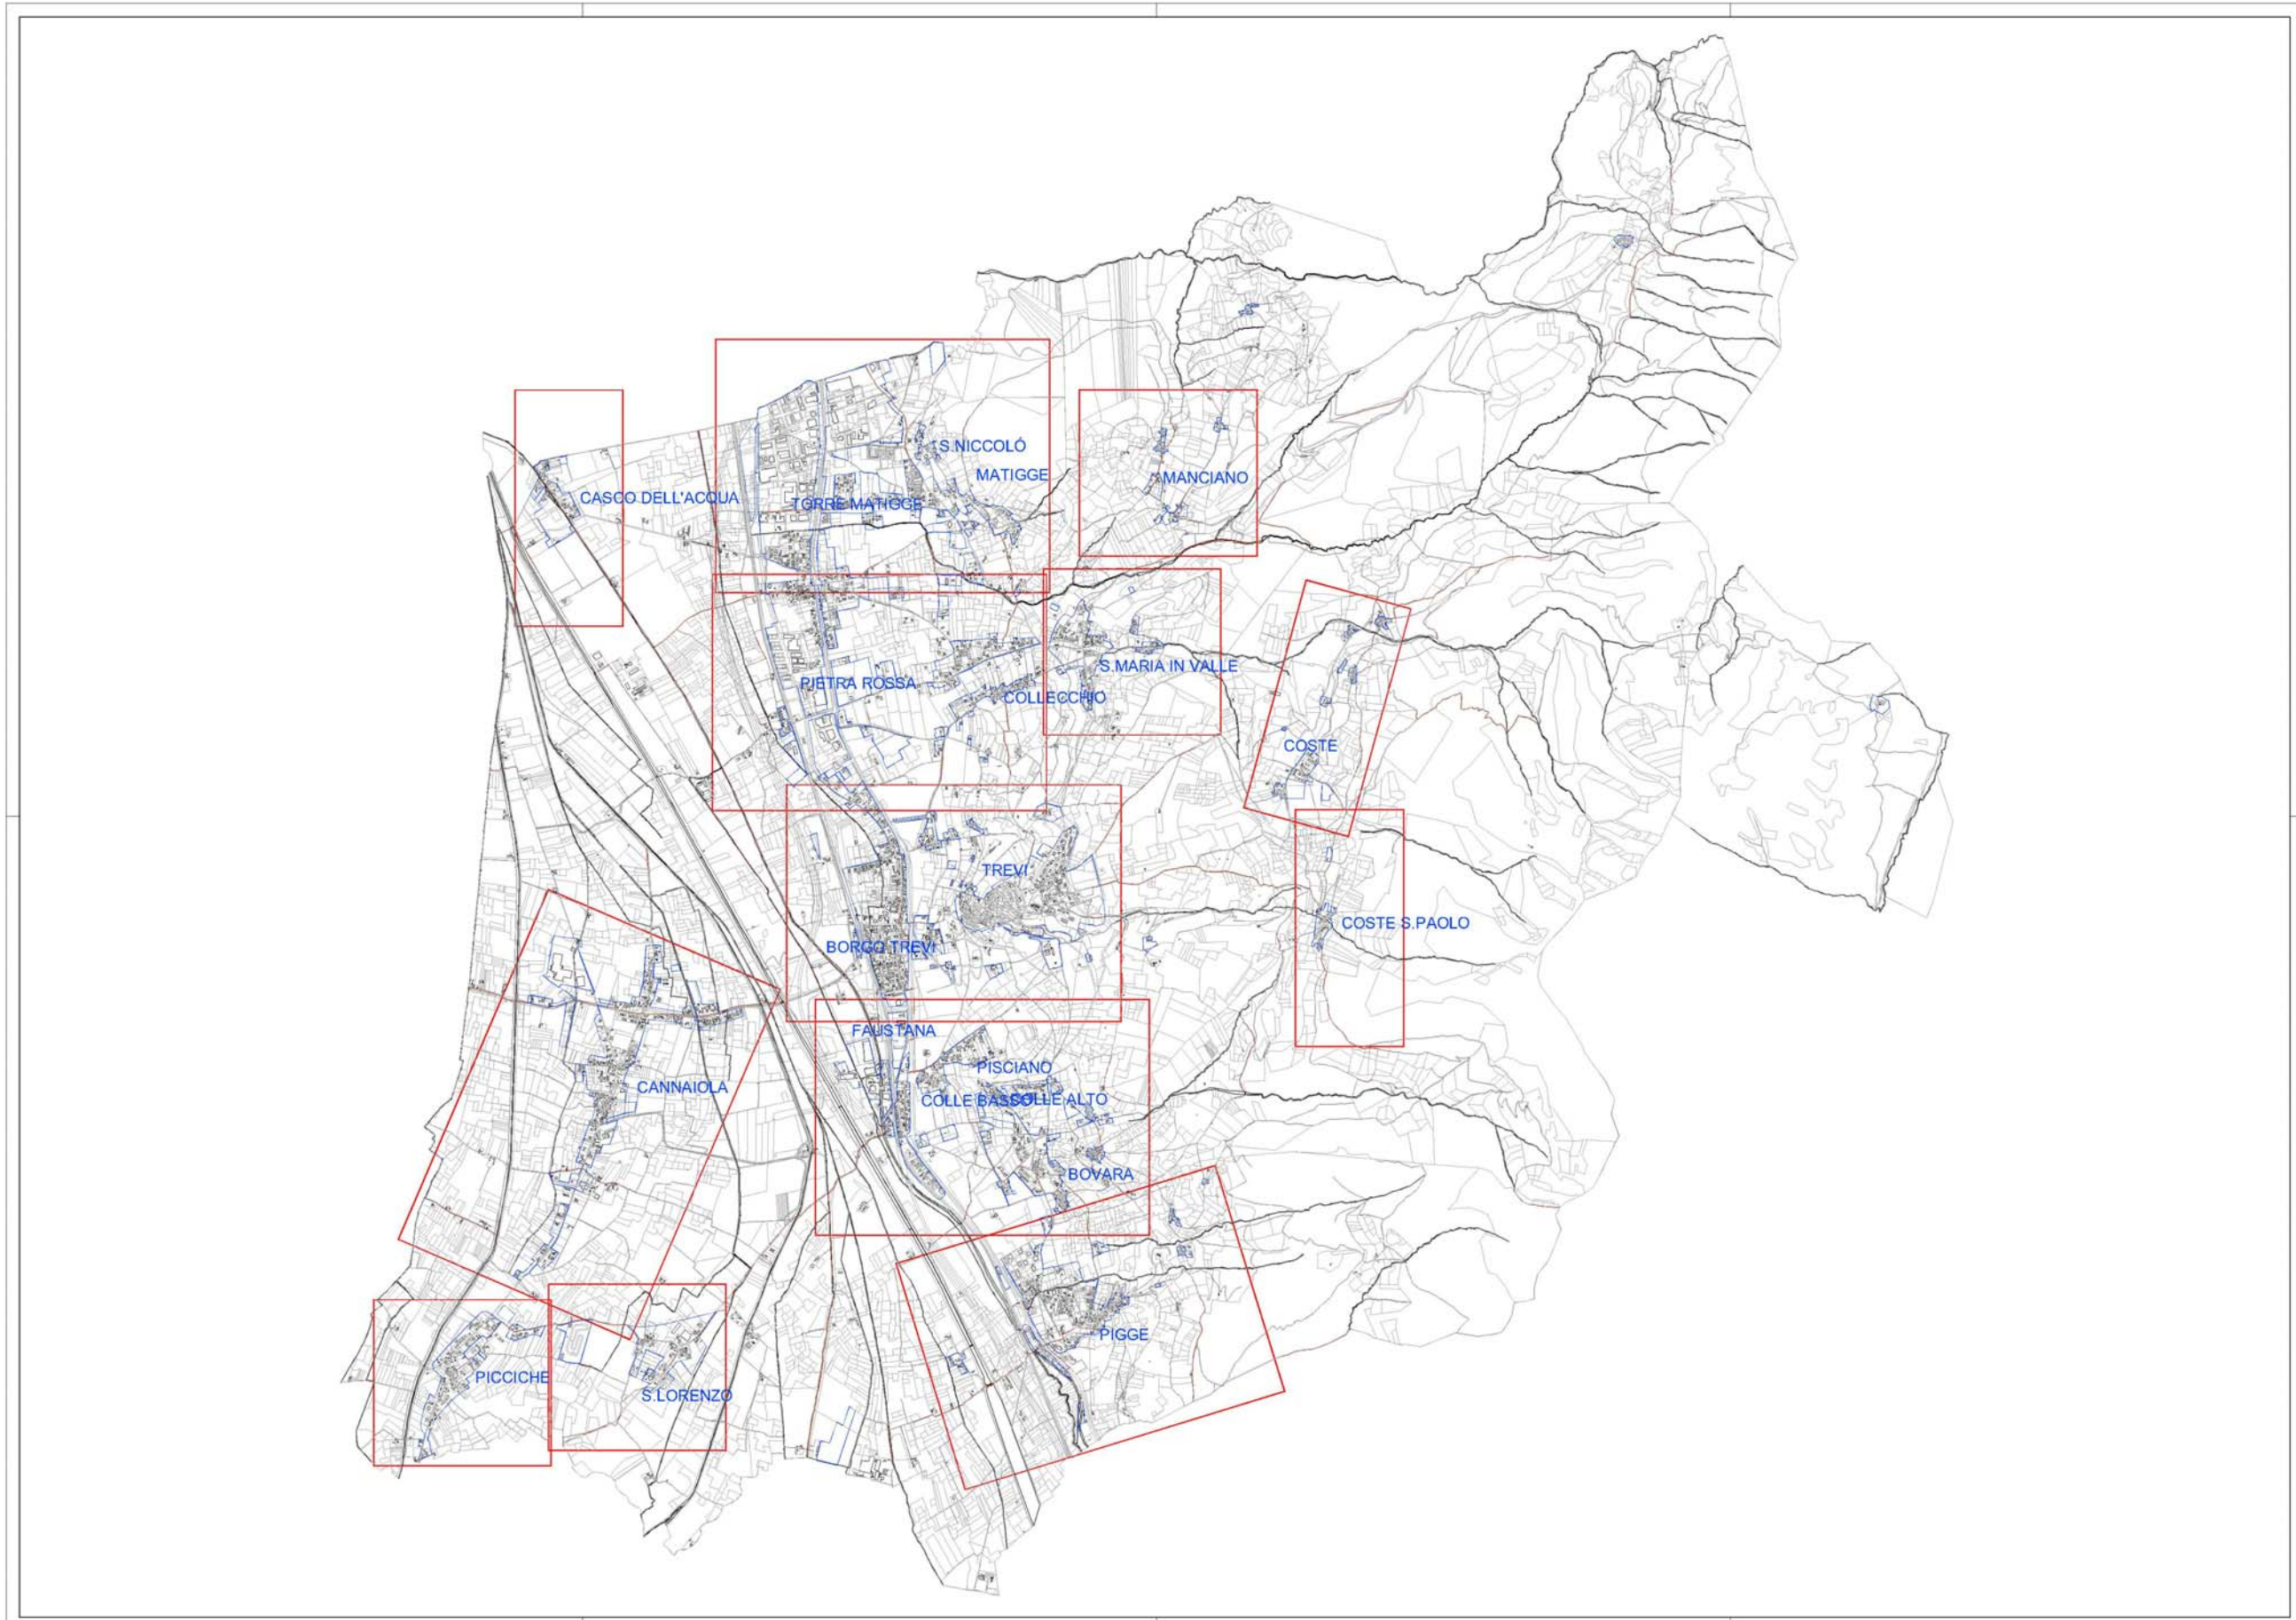 S.NICCOLÓ
MATIGGE
MANCIANO
CASCO DELL'ACQUA
TORRE MATIGGE
S.MARIA IN VALLE
PIETRA ROSSA
COLLECCHIO
COSTE
TREVI
COSTE S.PAOLO
BORGO TREVI
FAUSTANA
PISCIANO
CANNAIOLA
COLLE BASSO
COLLE ALTO
BOVARA
PIGGE
PICCICHE
S.LORENZO